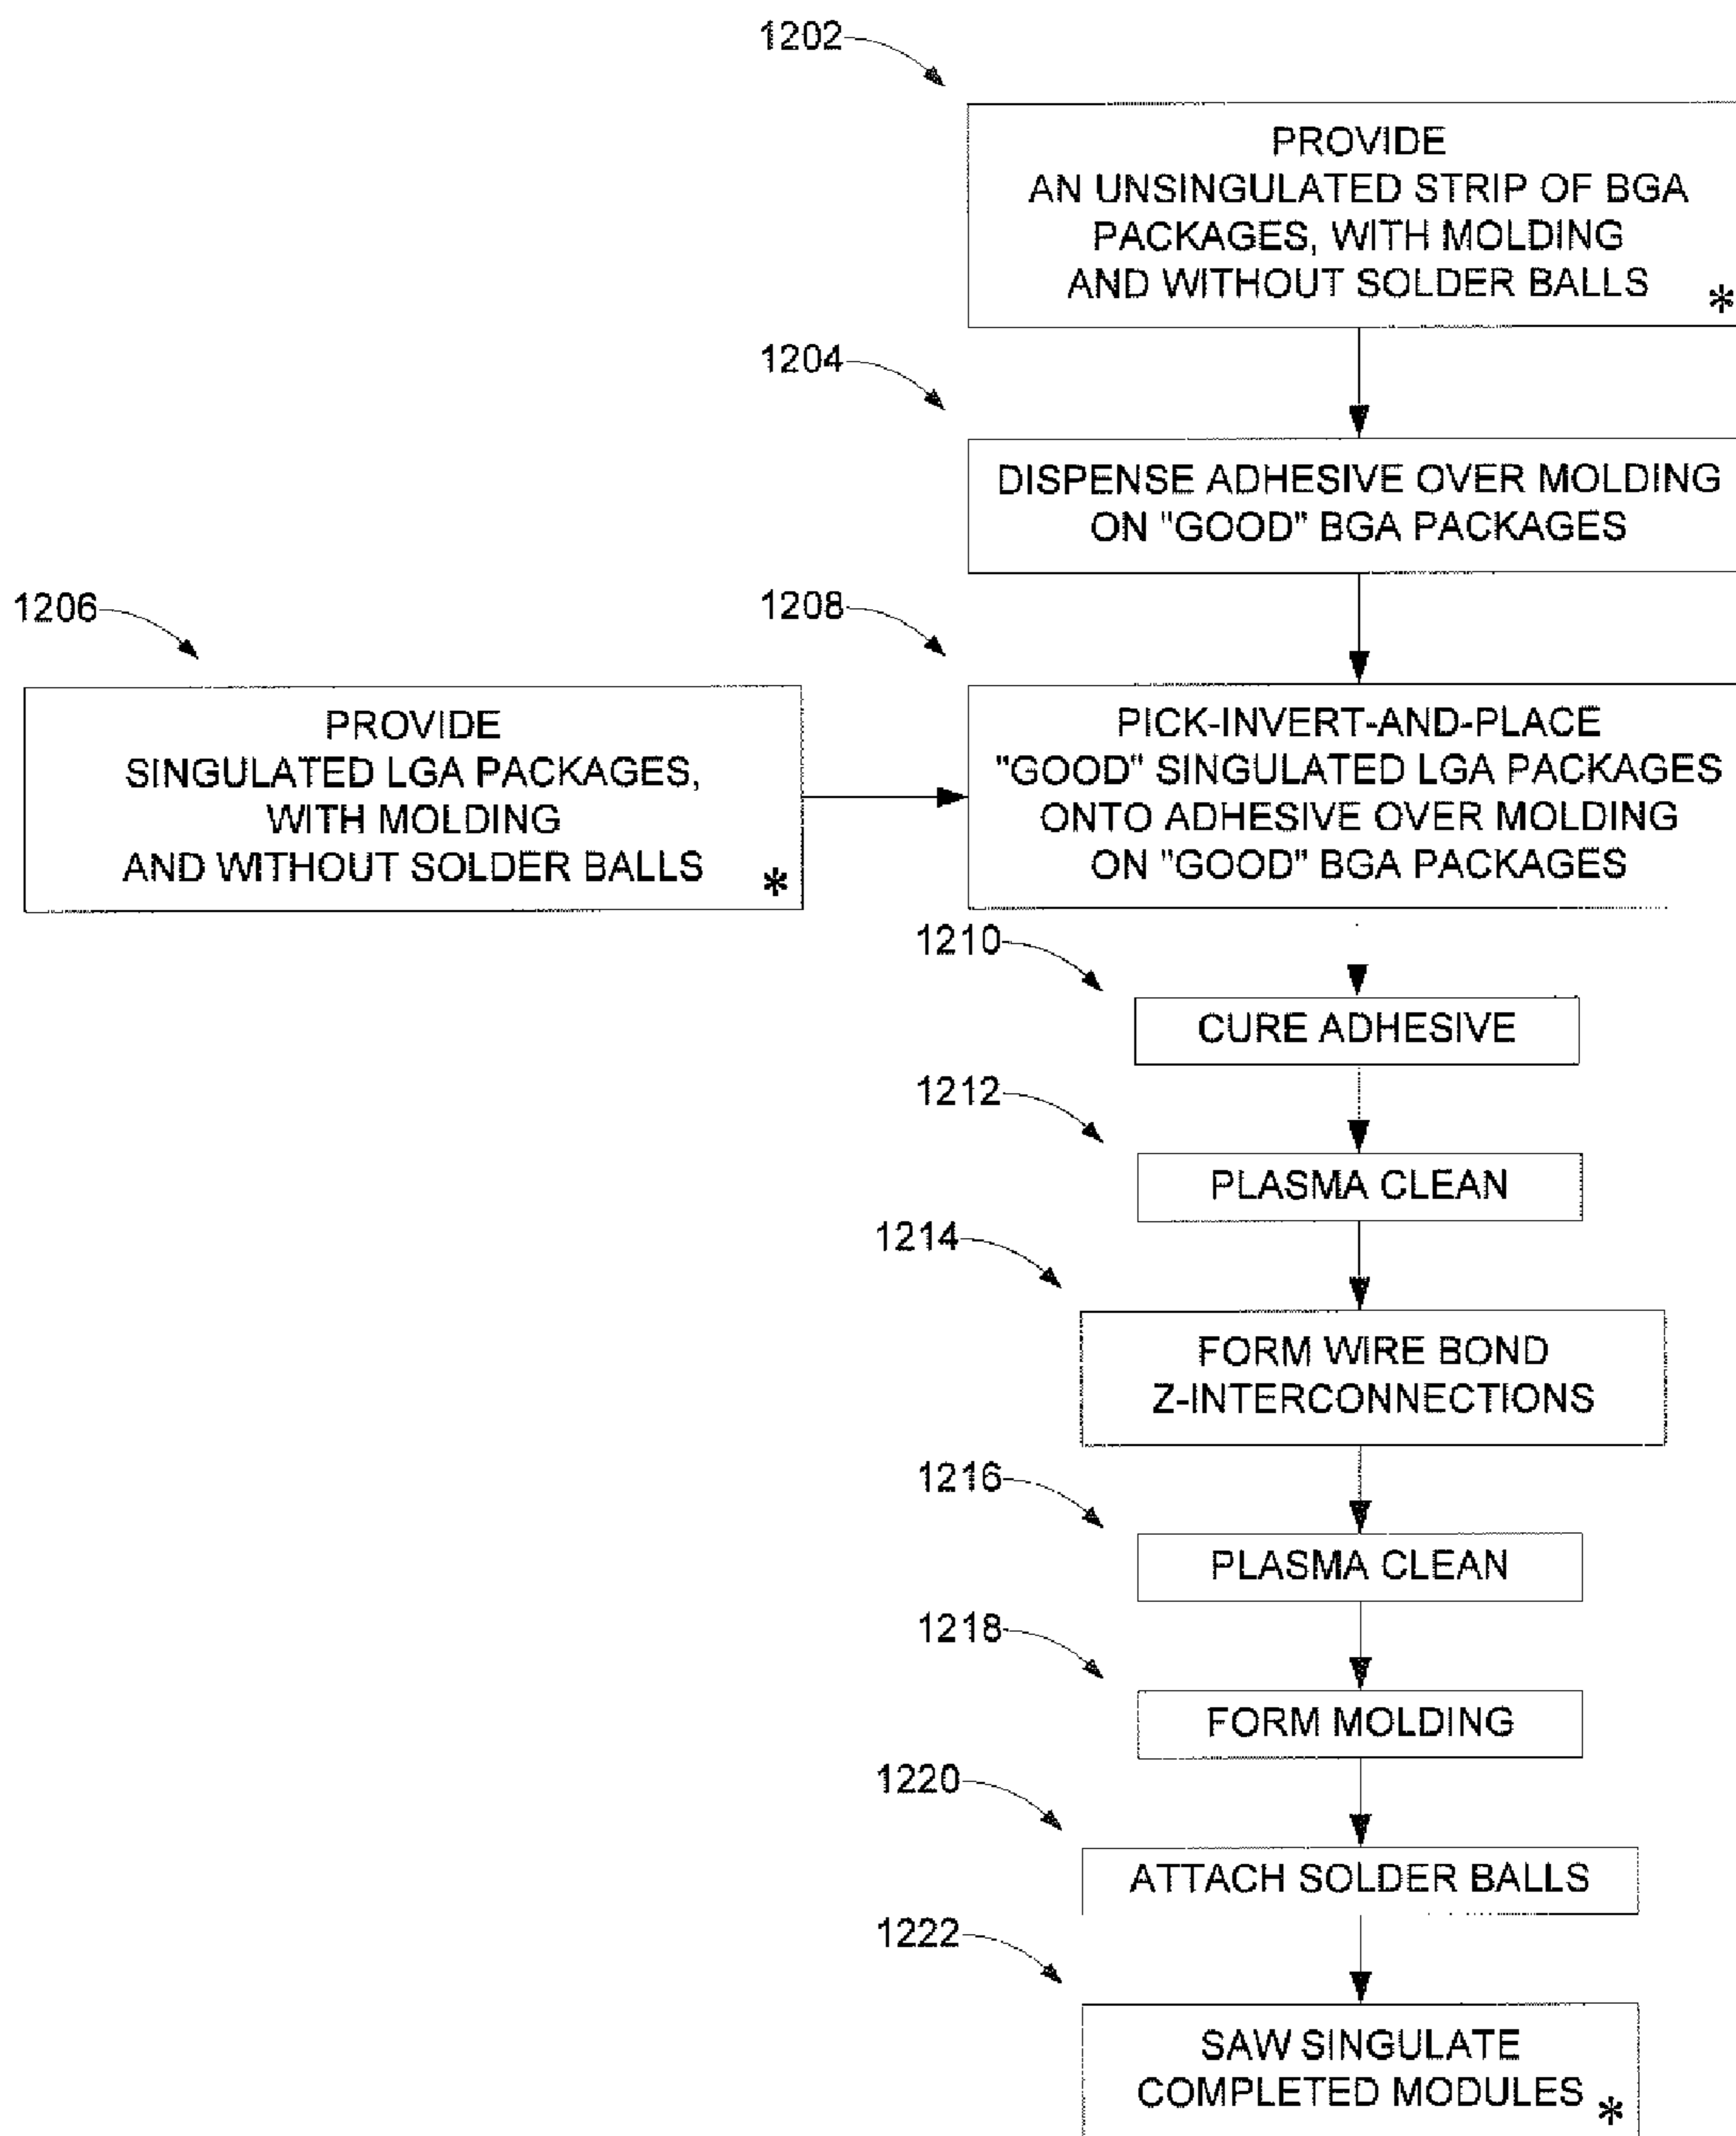 1202
PROVIDE
AN UNSINGULATED STRIP OF BGA
PACKAGES, WITH MOLDING
AND WITHOUT SOLDER BALLS *
1204
DISPENSE ADHESIVE OVER MOLDING
ON "GOOD" BGA PACKAGES
1206
PROVIDE
SINGULATED LGA PACKAGES,
WITH MOLDING
AND WITHOUT SOLDER BALLS *
1208
PICK-INVERT-AND-PLACE
"GOOD" SINGULATED LGA PACKAGES
ONTO ADHESIVE OVER MOLDING
ON "GOOD" BGA PACKAGES
1210
CURE ADHESIVE
1212
PLASMA CLEAN
1214
FORM WIRE BOND
Z-INTERCONNECTIONS
1216
PLASMA CLEAN
1218
FORM MOLDING
1220
ATTACH SOLDER BALLS
1222
SAW SINGULATE
COMPLETED MODULES *